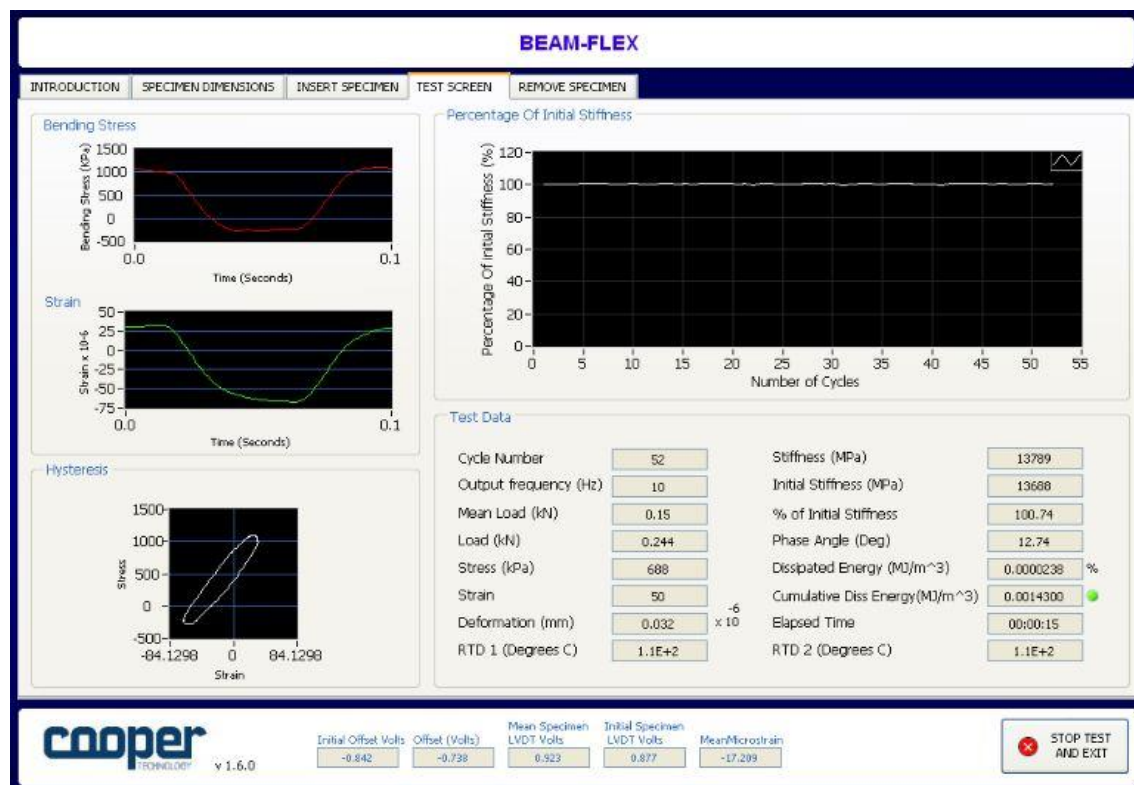 BEAM-FLEX
INTRODUCTION SPECIMEN DIMENSIONS INSERT SPECIMEN TEST SCREEN REMOVE SPECIMEN
Bending Stress
Bending Stress (KPa)
1500
1000
500
0
-500
0.0 0.1
Time (Seconds)
Strain
Strain x 10-6
50
25
0
-25
-50
-75
0.0 0.1
Time (Seconds)
Hysteresis
Stress
1500
1000
500
0
-500
-84.1298 0 84.1298
Strain
Percentage Of Initial Stiffness
Percentage Of Initial Stiffness (%)
120
100
80
60
40
20
0
0 5 10 15 20 25 30 35 40 45 50 55
Number of Cycles
Test Data
Cycle Number 52
Output frequency (Hz) 10
Mean Load (kN) 0.15
Load (kN) 0.244
Stress (kPa) 688
Strain 50
Deformation (mm) 0.032 x 10 -6
RTD 1 (Degrees C) 1.1E+2
Stiffness (MPa) 13789
Initial Stiffness (MPa) 13688
% of Initial Stiffness 100.74
Phase Angle (Deg) 12.74
Dissipated Energy (MJ/m^3) 0.0000238 %
Cumulative Diss Energy(MJ/m^3) 0.0014300
Elapsed Time 00:00:15
RTD 2 (Degrees C) 1.1E+2
cooper
TECHNOLOGY
v 1.6.0
Initial Offset Volts
-0.842
Offset (Volts)
-0.738
Mean Specimen
LVDT Volts
0.923
Initial Specimen
LVDT Volts
0.877
MeanMicrostrain
-17.209
STOP TEST
AND EXIT